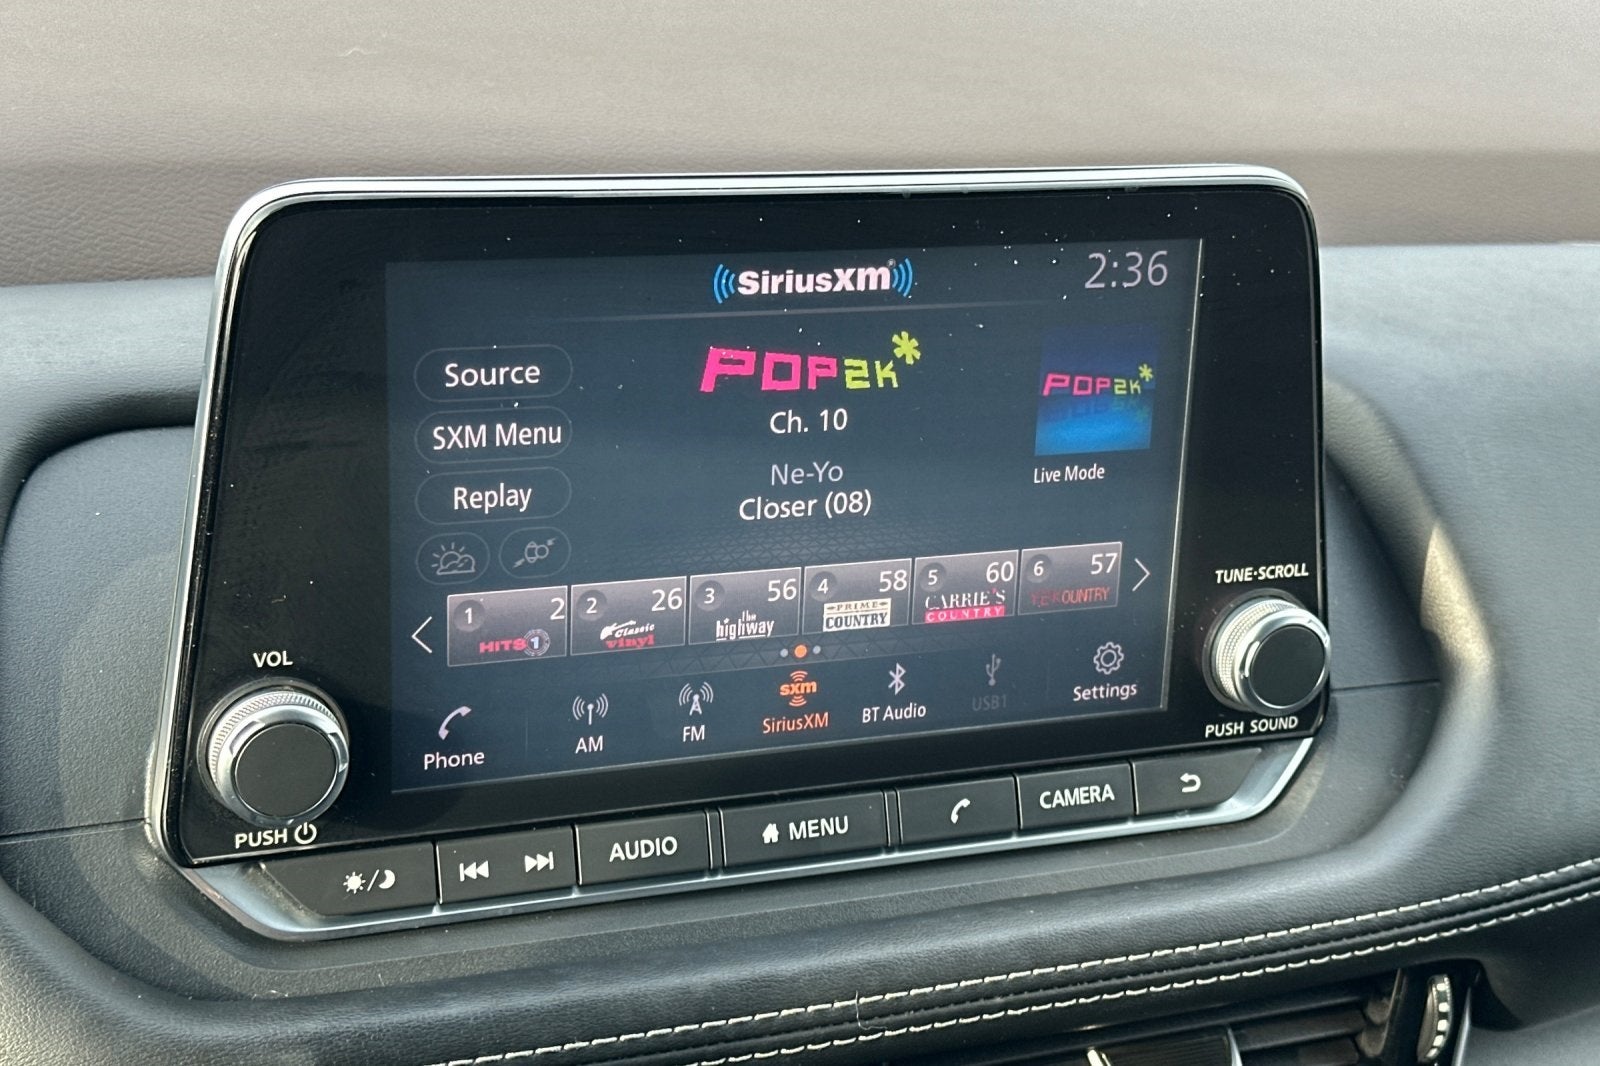 SiriusXM
2:36
Source
SXM Menu
Replay
POP2K*
Ch. 10
Ne-Yo
Closer (08)
POP2K*
Live Mode
1 2
HITS 1
2 26
Classic
vinyl
3 56
the
highway
4 58
PRIME
COUNTRY
5 60
CARRIE'S
COUNTRY
6 57
Y2KOUNTRY
Phone
AM
FM
sxm
SiriusXM
BT Audio
USB1
Settings
VOL
PUSH
TUNE·SCROLL
PUSH SOUND
AUDIO
MENU
CAMERA